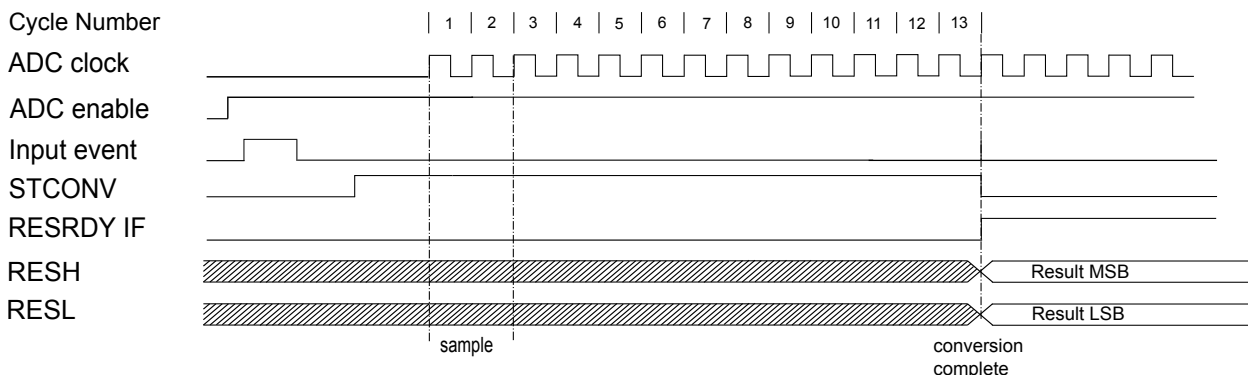 Cycle Number 1 2 3 4 5 6 7 8 9 10 11 12 13
ADC clock
ADC enable
Input event
STCONV
RESRDY IF
RESH Result MSB
RESL Result LSB
sample
conversion
complete